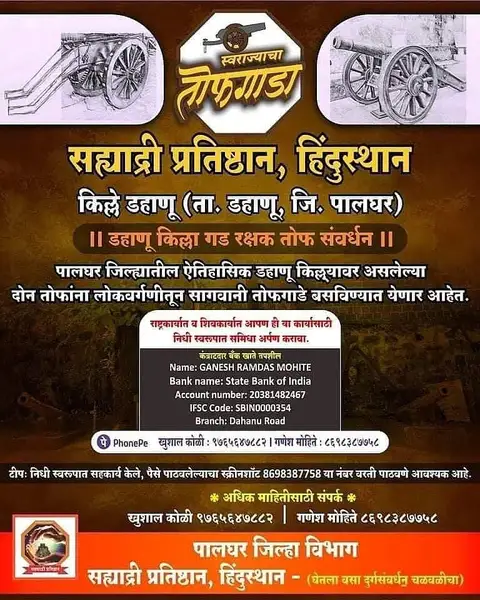 स्वराज्याचा
तोफगाडा
सह्याद्री प्रतिष्ठान, हिंदुस्थान
किल्ले डहाणू (ता. डहाणू, जि. पालघर)
|| डहाणू किल्ला गड रक्षक तोफ संवर्धन ||
पालघर जिल्ह्यातील ऐतिहासिक डहाणू किल्ल्यावर असलेल्या
दोन तोफांना लोकवर्गणीतून सागवानी तोफगाडे बसविण्यात येणार आहेत.
राष्ट्रकार्यात व शिवकार्यात आपण ही या कार्यासाठी
निधी स्वरूपात समिधा अर्पण कराव्या.
कंत्राटदार बँक खाते तपशील
Name: GANESH RAMDAS MOHITE
Bank name: State Bank of India
Account number: 20381482467
IFSC Code: SBIN0000354
Branch: Dahanu Road
PhonePe खुशाल कोळी : ९७६५६४७८८२ | गणेश मोहिते : ८६९८३८७७५८
टीप: निधी स्वरूपात सहकार्य केले, पैसे पाठवलेल्याचा स्क्रीनशॉट 8698387758 या नंबर वरती पाठवणे आवश्यक आहे.
* अधिक माहितीसाठी संपर्क *
खुशाल कोळी ९७६५६४७८८२ | गणेश मोहिते ८६९८३८७७५८
पालघर जिल्हा विभाग
सह्याद्री प्रतिष्ठान, हिंदुस्थान - (घेतला वसा दुर्गसंवर्धन चळवळीचा)
सह्याद्री प्रतिष्ठान